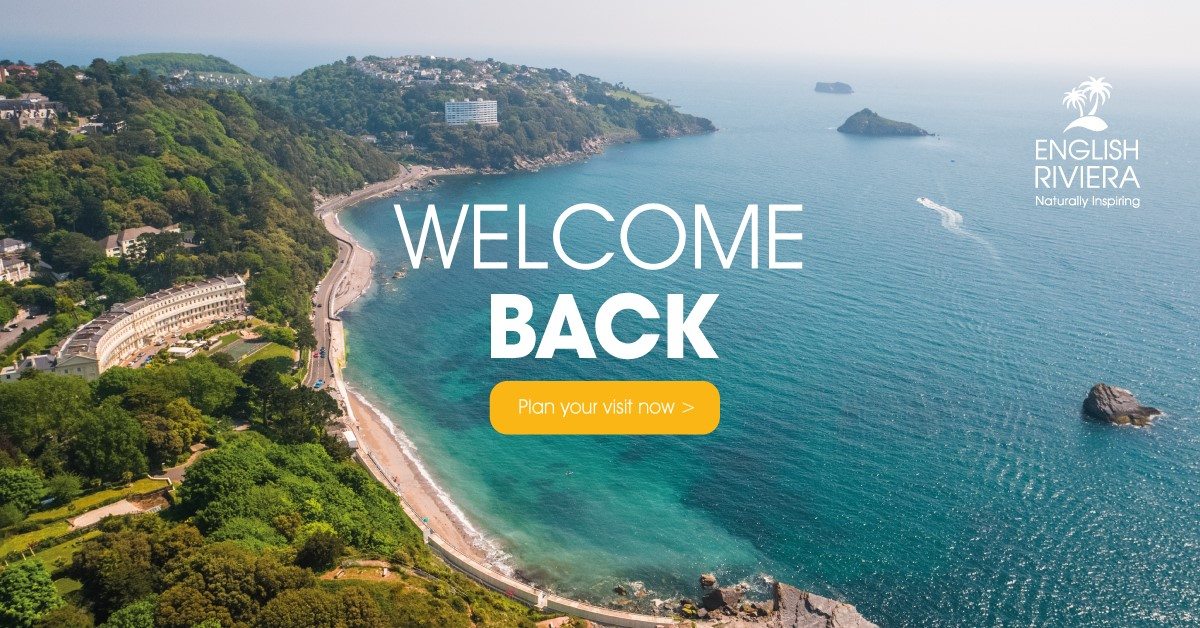 WELCOME
BACK
Plan your visit now >
ENGLISH
RIVIERA
Naturally Inspiring